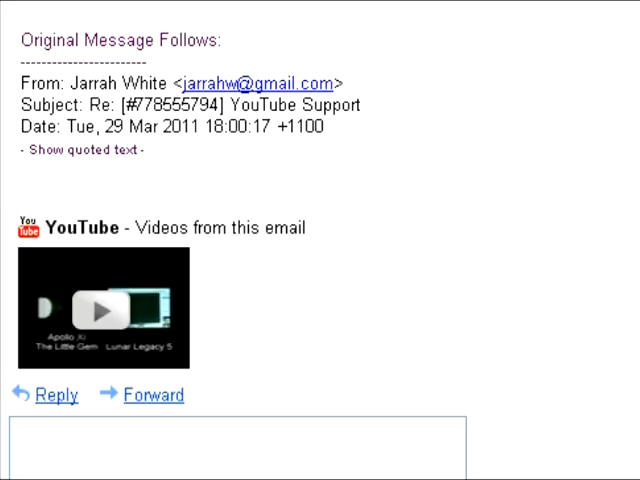 Original Message Follows:
------------------------
From: Jarrah White <jarrahw@gmail.com>
Subject: Re: [#778555794] YouTube Support
Date: Tue, 29 Mar 2011 18:00:17 +1100
- Show quoted text -
You Tube YouTube - Videos from this email
Apollo Xi
The Little Gem Lunar Legacy 5
Reply Forward